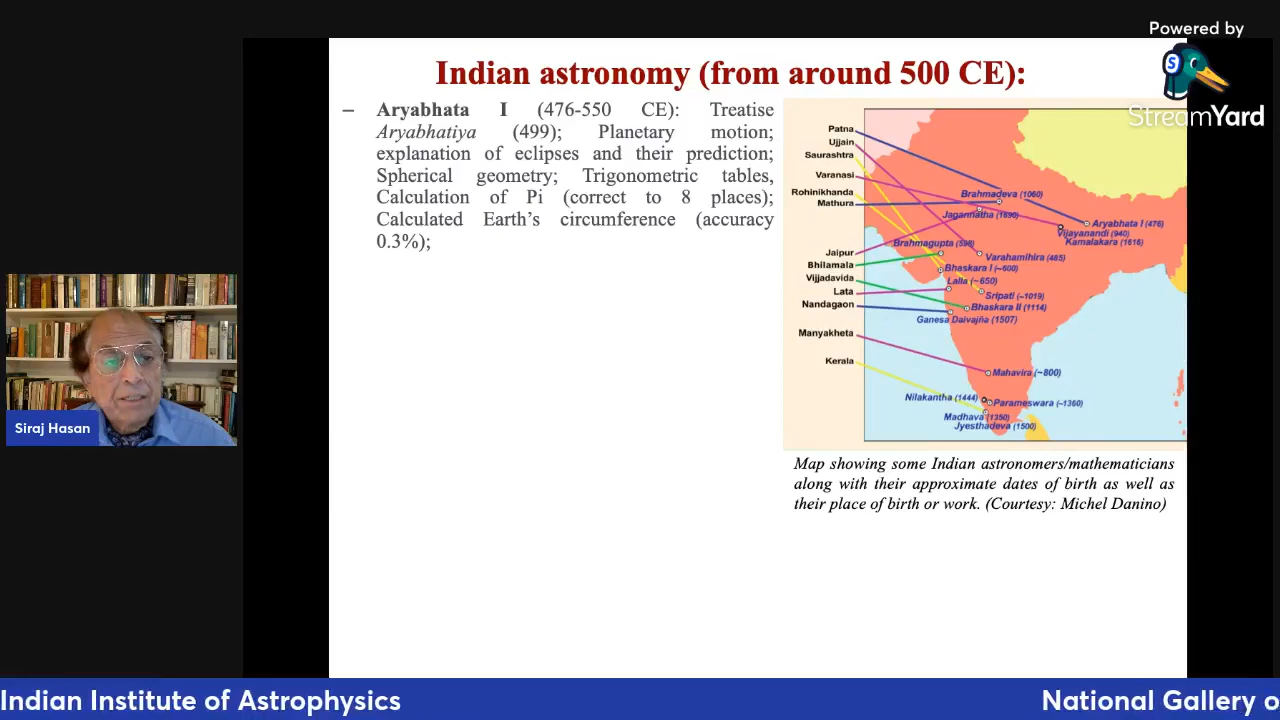 Powered by
StreamYard
Indian astronomy (from around 500 CE):
– Aryabhata I (476-550 CE): Treatise
Aryabhatiya (499); Planetary motion;
explanation of eclipses and their prediction;
Spherical geometry; Trigonometric tables,
Calculation of Pi (correct to 8 places);
Calculated Earth’s circumference (accuracy
0.3%);
Patna
Ujjain
Saurashtra
Varanasi
Rohinikhanda
Mathura
Jaipur
Bhilamala
Vijjadavida
Lata
Nandagaon
Manyakheta
Kerala
Brahmadeva (1060)
Jagannatha (1690)
Aryabhata I (476)
Vijayanandi (940)
Kamalakara (1616)
Brahmagupta (598)
Varahamihira (485)
Bhaskara I (~600)
Lalla (~650)
Sripati (~1019)
Bhaskara II (1114)
Ganesa Daivajña (1507)
Mahavira (~800)
Nilakantha (1444)
Parameswara (~1360)
Madhava (1350)
Jyesthadeva (1500)
Map showing some Indian astronomers/mathematicians
along with their approximate dates of birth as well as
their place of birth or work. (Courtesy: Michel Danino)
Siraj Hasan
Indian Institute of Astrophysics
National Gallery o